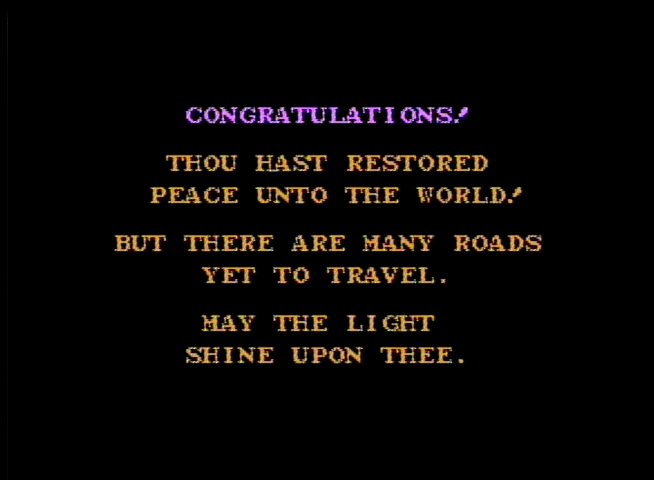 CONGRATULATIONS!
THOU HAST RESTORED
PEACE UNTO THE WORLD!
BUT THERE ARE MANY ROADS
YET TO TRAVEL.
MAY THE LIGHT
SHINE UPON THEE.